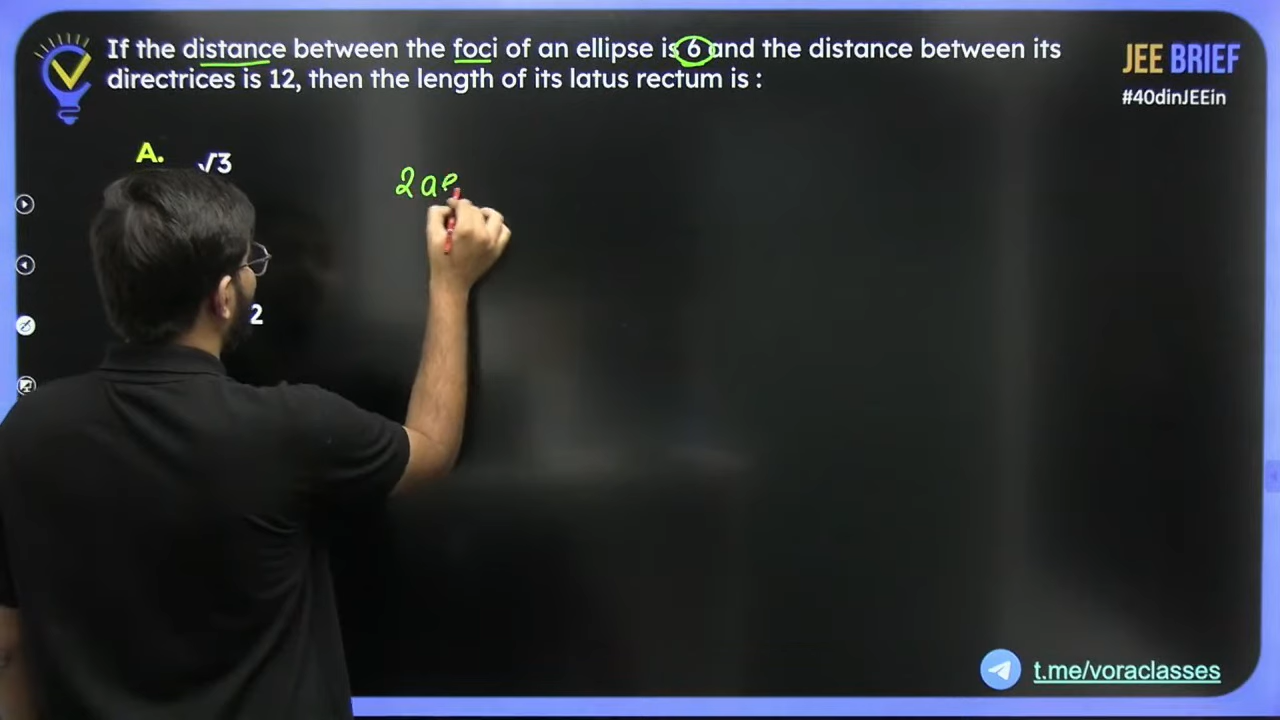 If the distance between the foci of an ellipse is 6 and the distance between its
directrices is 12, then the length of its latus rectum is :
JEE BRIEF
#40dinJEEin
A. √3
2ae
2
t.me/voraclasses